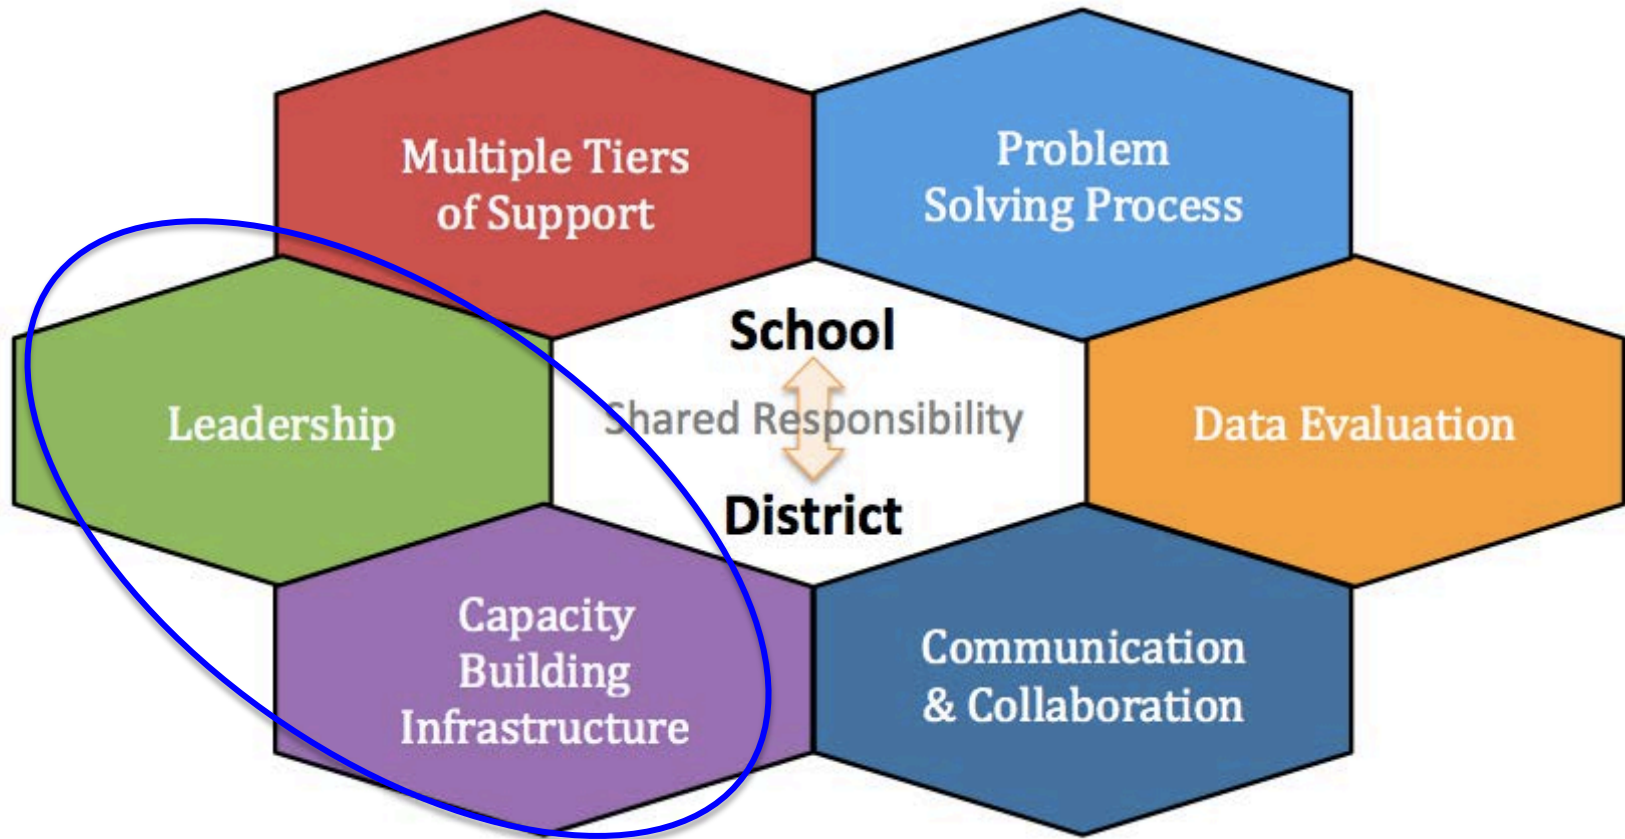 Multiple Tiers
of Support
Problem
Solving Process
Leadership
School
Shared Responsibility
District
Data Evaluation
Capacity
Building
Infrastructure
Communication
& Collaboration